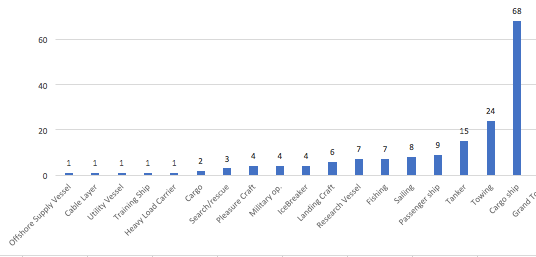 68
60
40
24
20
15
1
1
1
1
1
2
3
4
4
4
6
7
7
8
9
0
Offshore Supply Vessel
Cable Layer
Utility Vessel
Training Ship
Heavy Load Carrier
Cargo
Search/rescue
Pleasure Craft
Military op.
IceBreaker
Landing Craft
Research Vessel
Fishing
Sailing
Passenger ship
Tanker
Towing
Cargo ship
Grand